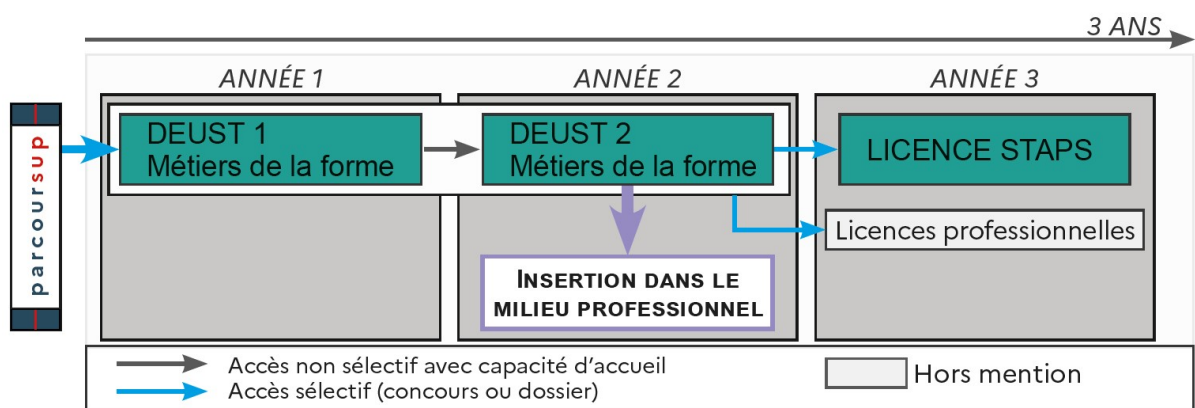 3 ANS
ANNÉE 1
ANNÉE 2
ANNÉE 3
parcoursup
DEUST 1
Métiers de la forme
DEUST 2
Métiers de la forme
LICENCE STAPS
Licences professionnelles
INSERTION DANS LE
MILIEU PROFESSIONNEL
Accès non sélectif avec capacité d'accueil
Accès sélectif (concours ou dossier)
Hors mention